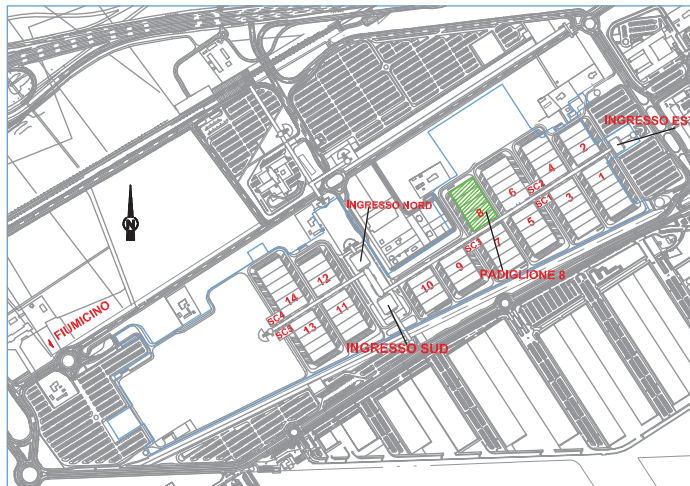 INGRESSO EST
2
4
SC2
1
6
SC1
3
INGRESSO NORD
8
5
SC3
7
PADIGLIONE 8
9
12
10
14
11
SC4
SC5
13
FIUMICINO
INGRESSO SUD
N